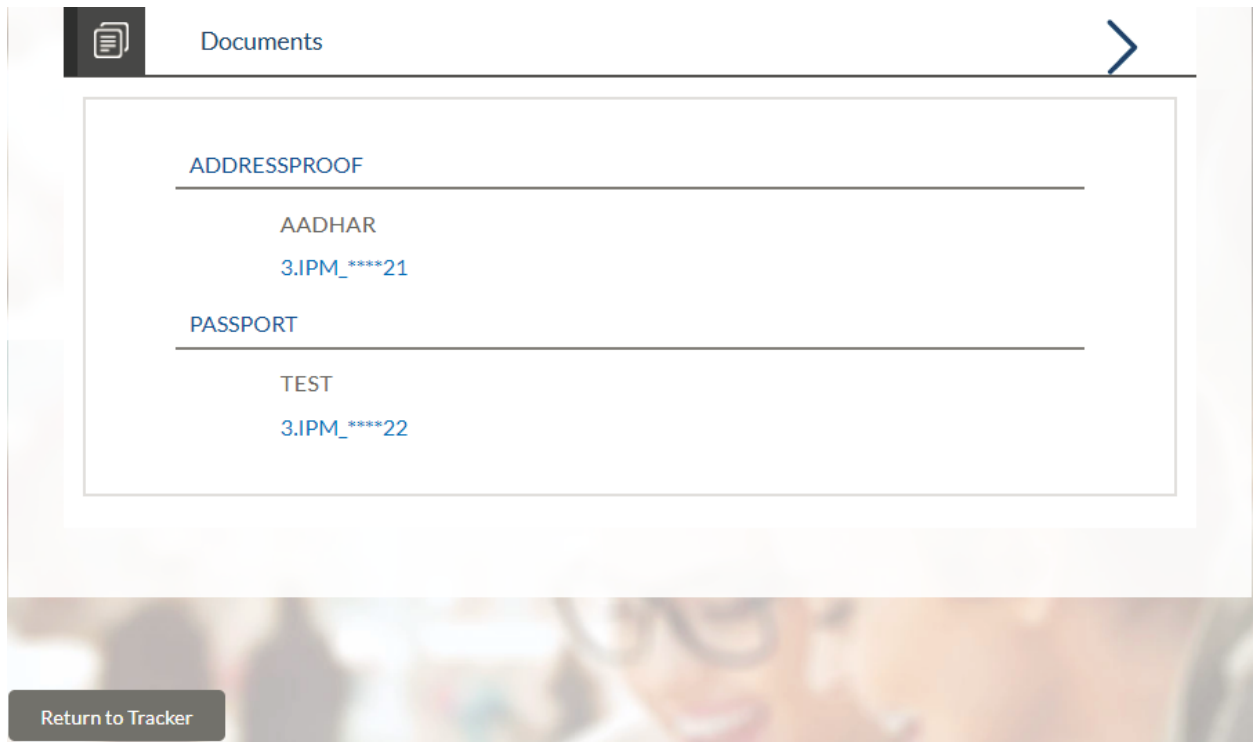 Documents
ADDRESSPROOF
AADHAR
3.IPM_****21
PASSPORT
TEST
3.IPM_****22
Return to Tracker